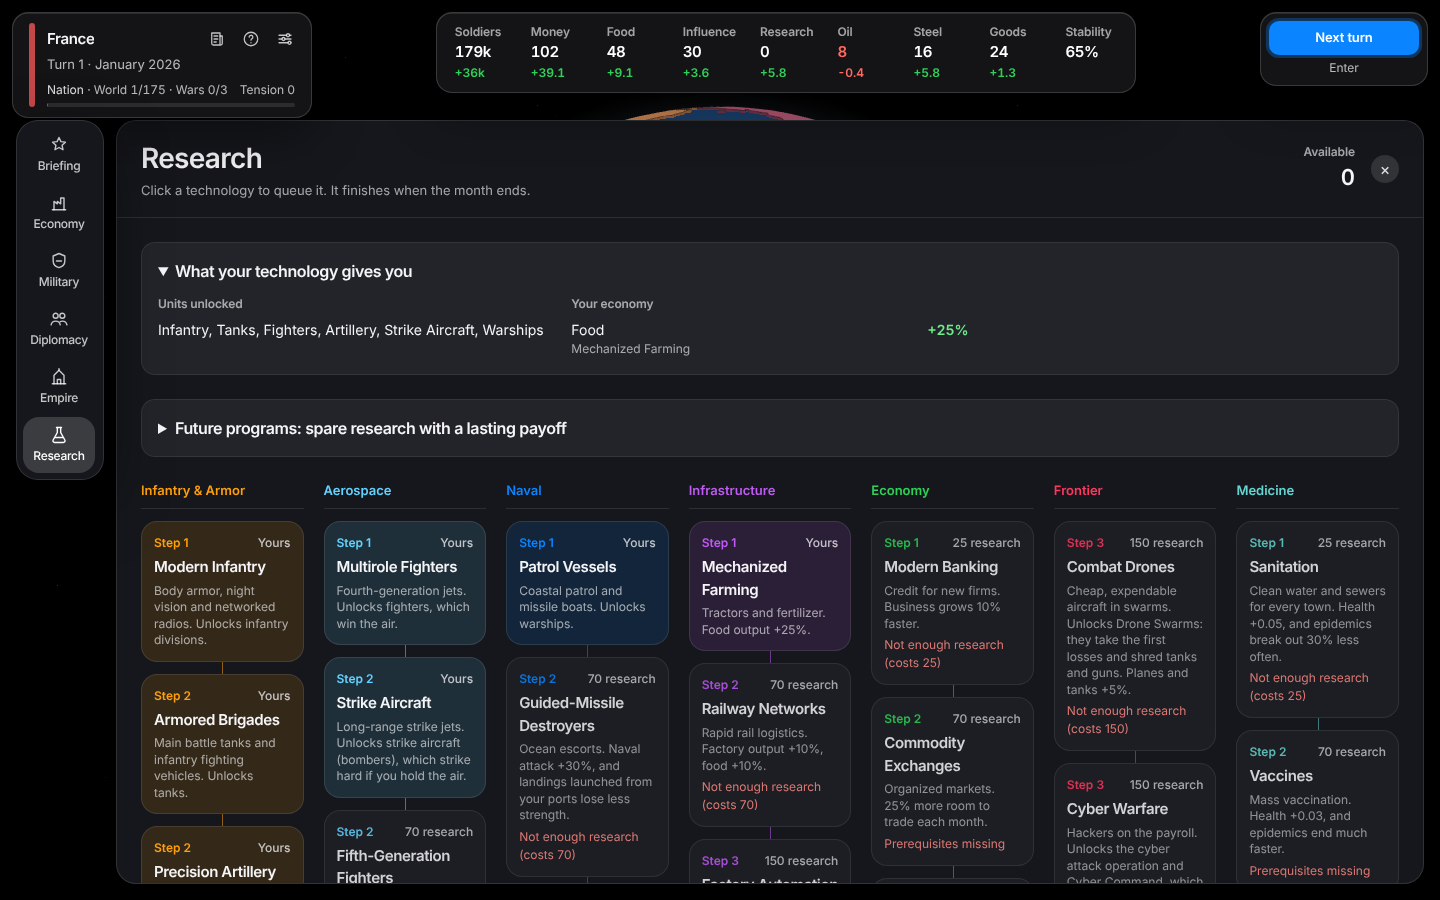 France
Turn 1 · January 2026
Nation · World 1/175 · Wars 0/3 Tension 0
Soldiers Money Food Influence Research Oil Steel Goods Stability
179k 102 48 30 0 8 16 24 65%
+36k +39.1 +9.1 +3.6 +5.8 -0.4 +5.8 +1.3
Next turn
Enter
Briefing
Economy
Military
Diplomacy
Empire
Research
Research
Click a technology to queue it. It finishes when the month ends.
Available
0
What your technology gives you
Units unlocked
Infantry, Tanks, Fighters, Artillery, Strike Aircraft, Warships
Your economy
Food +25%
Mechanized Farming
Future programs: spare research with a lasting payoff
Infantry & Armor
Step 1 Yours
Modern Infantry
Body armor, night
vision and networked
radios. Unlocks infantry
divisions.
Step 2 Yours
Armored Brigades
Main battle tanks and
infantry fighting
vehicles. Unlocks
tanks.
Step 2 Yours
Precision Artillery
Aerospace
Step 1 Yours
Multirole Fighters
Fourth-generation jets.
Unlocks fighters, which
win the air.
Step 2 Yours
Strike Aircraft
Long-range strike jets.
Unlocks strike aircraft
(bombers), which strike
hard if you hold the air.
Step 2 70 research
Fifth-Generation
Fighters
Naval
Step 1 Yours
Patrol Vessels
Coastal patrol and
missile boats. Unlocks
warships.
Step 2 70 research
Guided-Missile
Destroyers
Ocean escorts. Naval
attack +30%, and
landings launched from
your ports lose less
strength.
Not enough research
(costs 70)
Infrastructure
Step 1 Yours
Mechanized
Farming
Tractors and fertilizer.
Food output +25%.
Step 2 70 research
Railway Networks
Rapid rail logistics.
Factory output +10%,
food +10%.
Not enough research
(costs 70)
Step 3 150 research
Factory Automation
Economy
Step 1 25 research
Modern Banking
Credit for new firms.
Business grows 10%
faster.
Not enough research
(costs 25)
Step 2 70 research
Commodity
Exchanges
Organized markets.
25% more room to
trade each month.
Prerequisites missing
Frontier
Step 3 150 research
Combat Drones
Cheap, expendable
aircraft in swarms.
Unlocks Drone Swarms:
they take the first
losses and shred tanks
and guns. Planes and
tanks +5%.
Not enough research
(costs 150)
Step 3 150 research
Cyber Warfare
Hackers on the payroll.
Unlocks the cyber
attack operation and
Cyber Command, which
Medicine
Step 1 25 research
Sanitation
Clean water and sewers
for every town. Health
+0.05, and epidemics
break out 30% less
often.
Not enough research
(costs 25)
Step 2 70 research
Vaccines
Mass vaccination.
Health +0.03, and
epidemics end much
faster.
Prerequisites missing